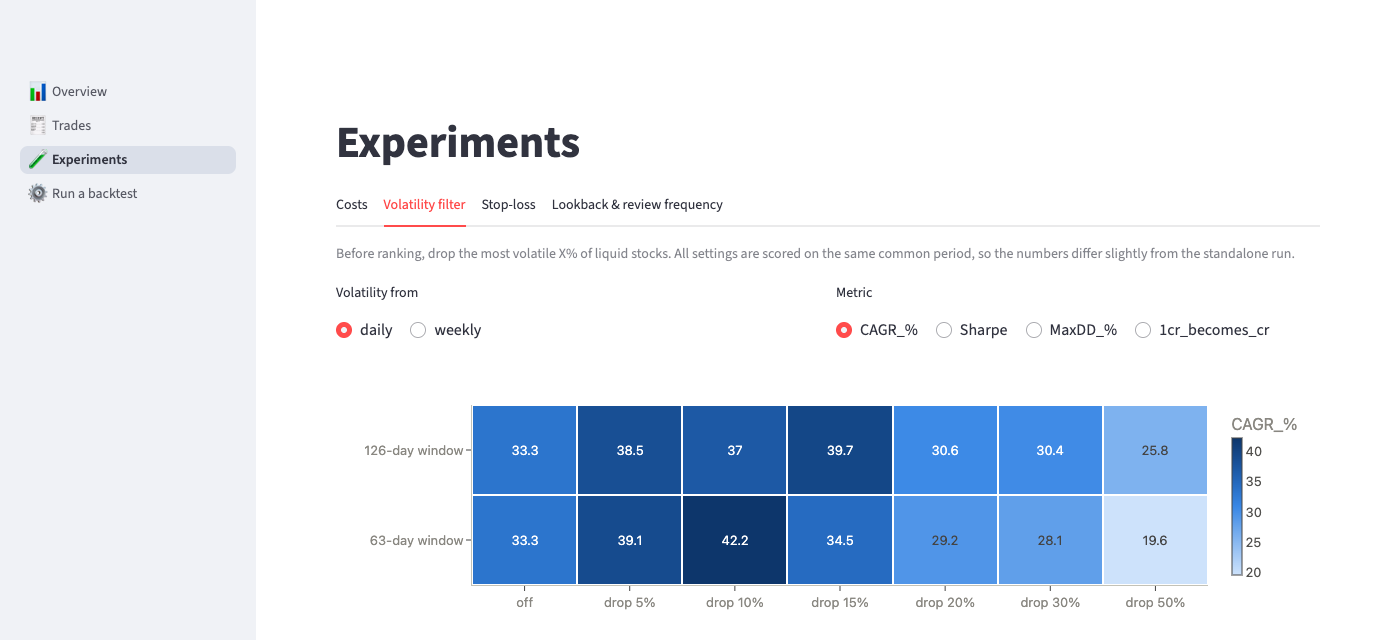 Overview
Trades
Experiments
Run a backtest
Experiments
Costs Volatility filter Stop-loss Lookback & review frequency
Before ranking, drop the most volatile X% of liquid stocks. All settings are scored on the same common period, so the numbers differ slightly from the standalone run.
Volatility from Metric
daily weekly CAGR_% Sharpe MaxDD_% 1cr_becomes_cr
CAGR_%
126-day window 33.3 38.5 37 39.7 30.6 30.4 25.8
63-day window 33.3 39.1 42.2 34.5 29.2 28.1 19.6
off drop 5% drop 10% drop 15% drop 20% drop 30% drop 50%
40
35
30
25
20